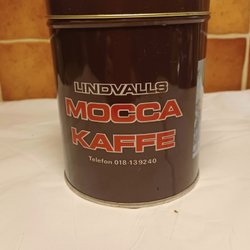 LINDVALLS
MOCCA
KAFFE
Telefon 018-139240